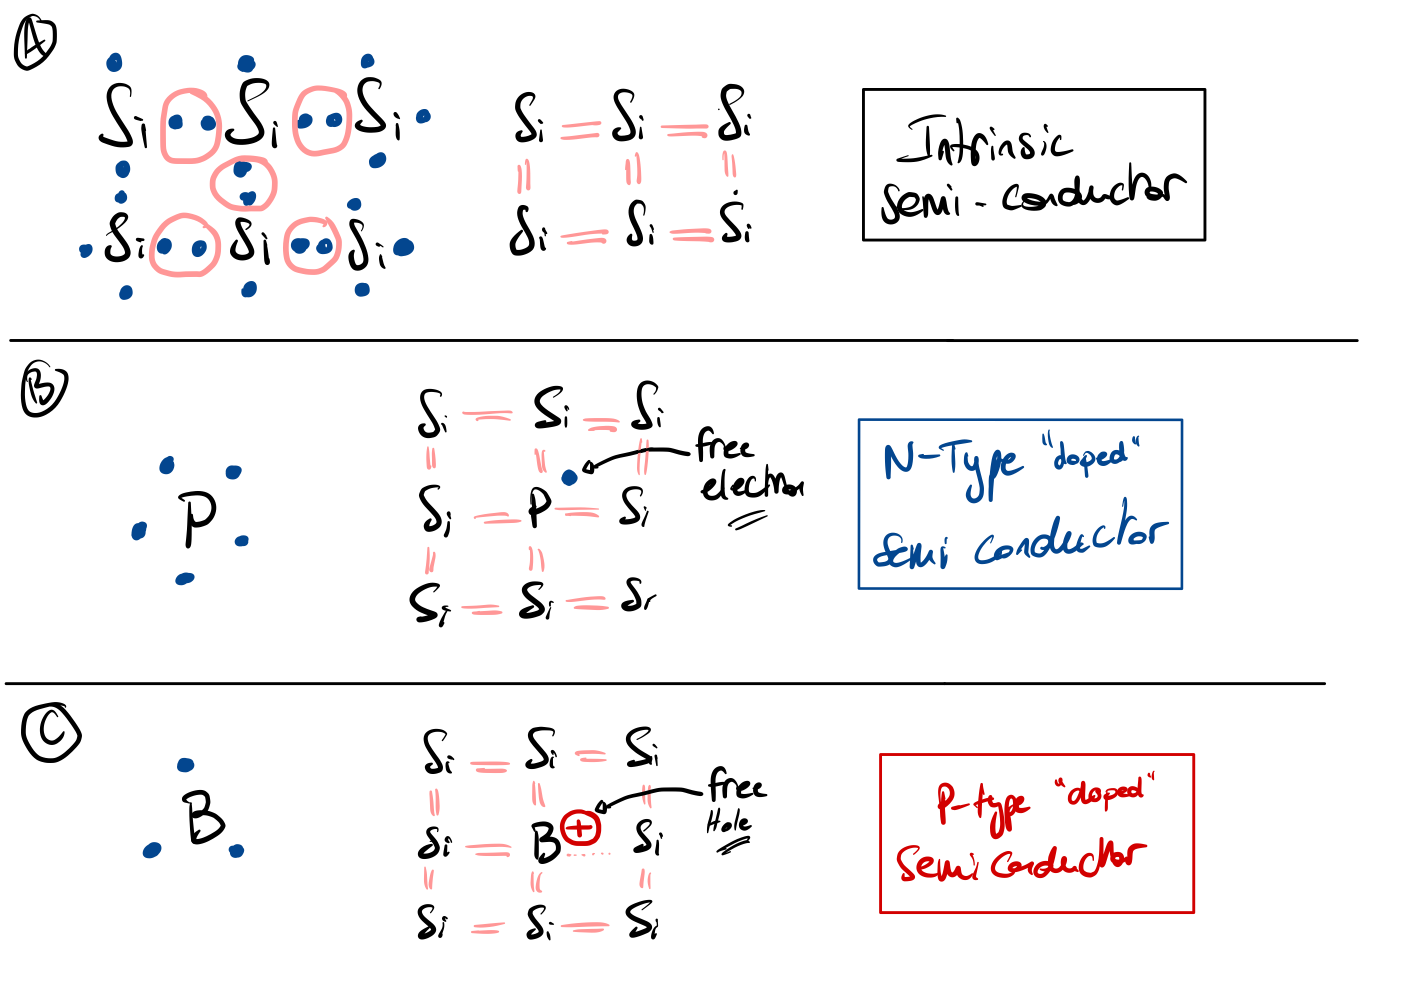 A
Si Si Si
Si Si Si
Si = Si = Si
Si = Si = Si
Intrinsic
Semi-conductor
B
P
Si = Si = Si
Si = P = Si
Si = Si = Si
free
electron
N-Type "doped"
Semi conductor
C
B
Si = Si = Si
Si = B + Si
Si = Si = Si
free
Hole
P-type "doped"
Semi conductor